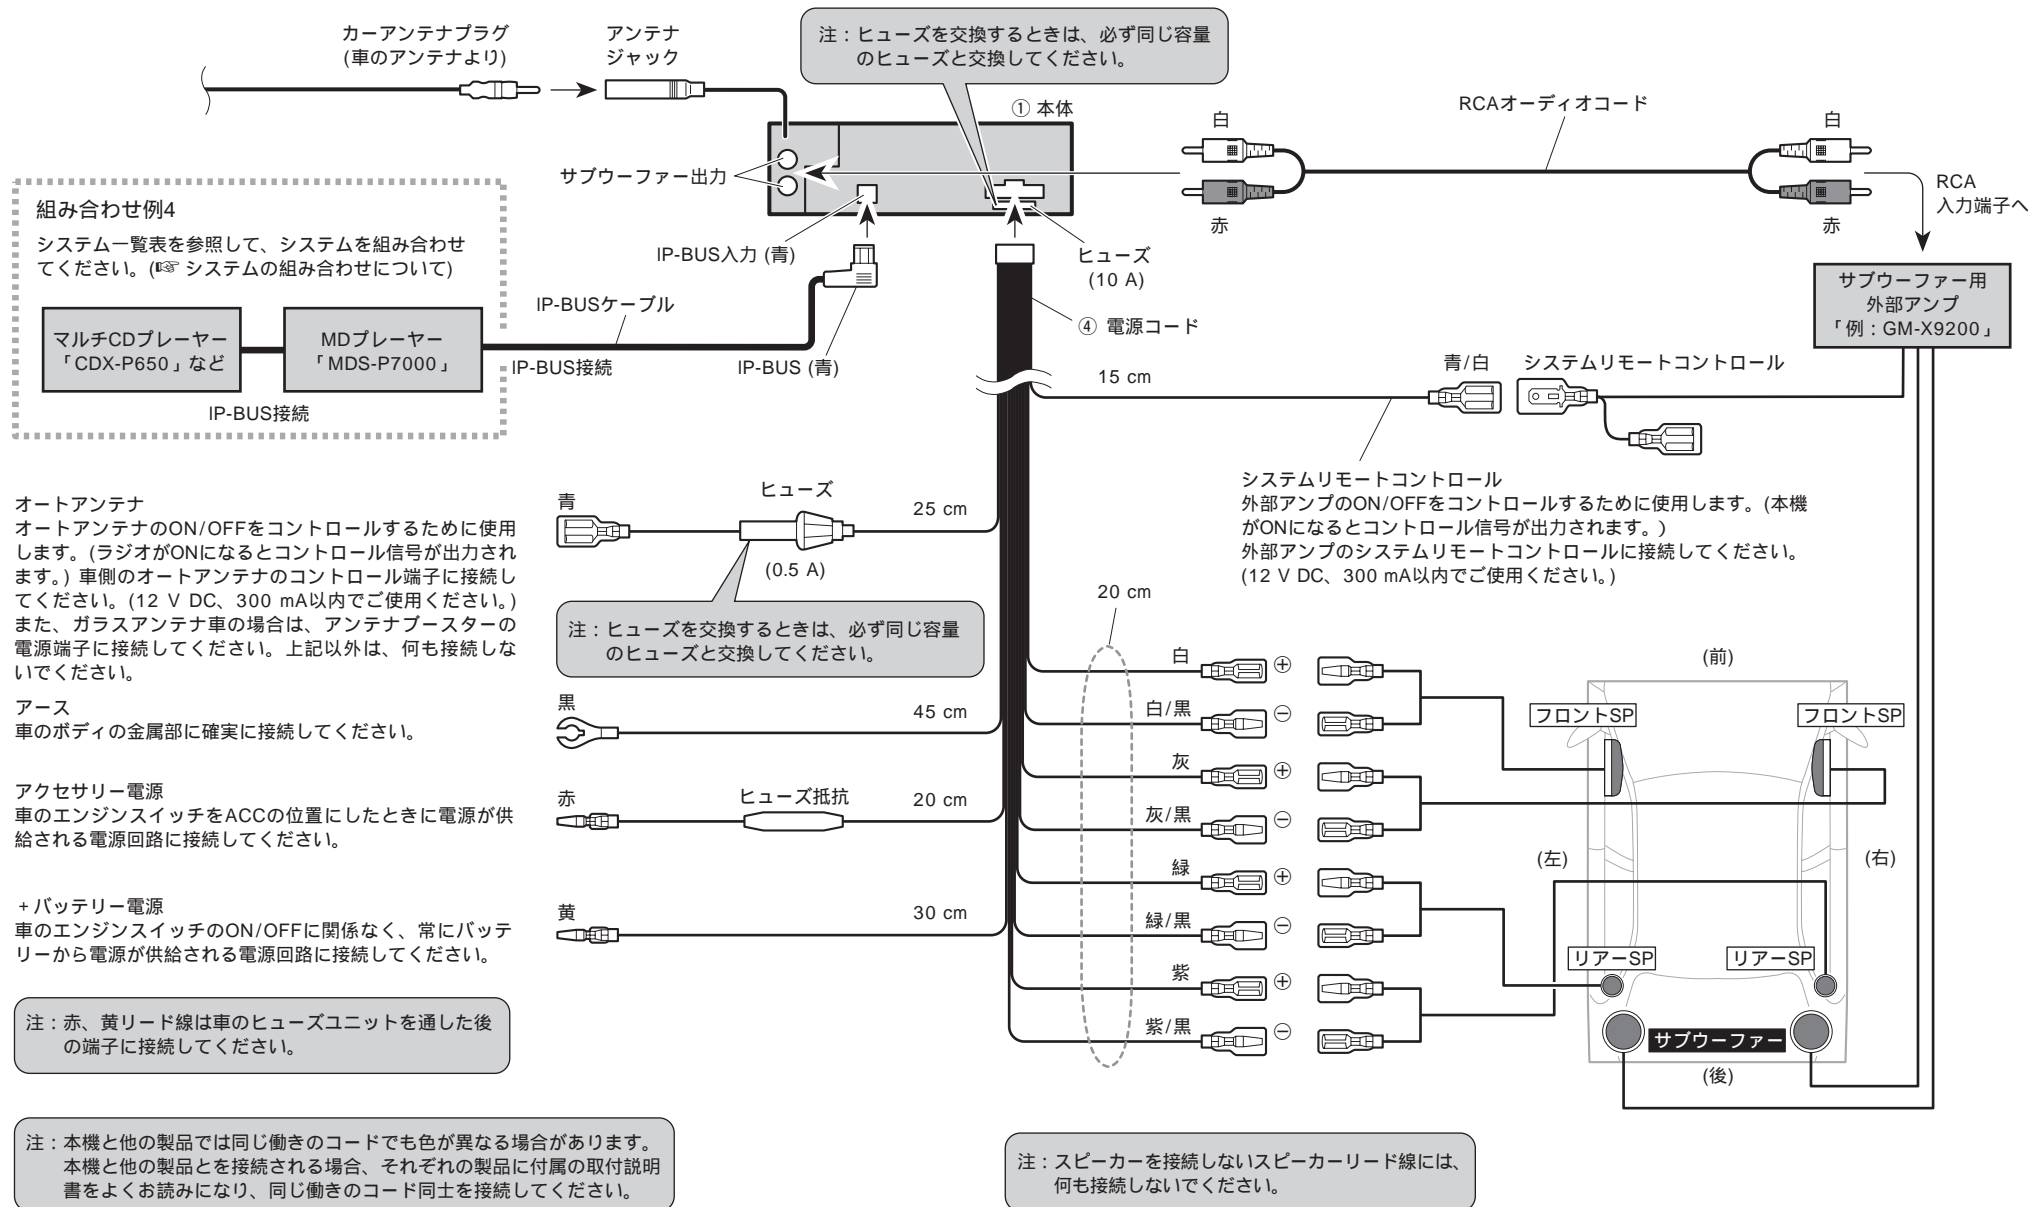 カーアンテナプラグ
(車のアンテナより)
アンテナ
ジャック
注：ヒューズを交換するときは、必ず同じ容量
のヒューズと交換してください。
① 本体
サブウーファー出力
IP-BUS入力 (青)
ヒューズ
(10 A)
白
赤
RCAオーディオコード
白
赤
RCA
入力端子へ
サブウーファー用
外部アンプ
「例：GM-X9200」
組み合わせ例4
システム一覧表を参照して、システムを組み合わせ
てください。(☞ システムの組み合わせについて)
マルチCDプレーヤー
「CDX-P650」など
MDプレーヤー
「MDS-P7000」
IP-BUS接続
IP-BUSケーブル
IP-BUS接続
IP-BUS (青)
④ 電源コード
15 cm
青/白
システムリモートコントロール
システムリモートコントロール
外部アンプのON/OFFをコントロールするために使用します。(本機
がONになるとコントロール信号が出力されます。)
外部アンプのシステムリモートコントロールに接続してください。
(12 V DC、300 mA以内でご使用ください。)
オートアンテナ
オートアンテナのON/OFFをコントロールするために使用
します。(ラジオがONになるとコントロール信号が出力され
ます。) 車側のオートアンテナのコントロール端子に接続し
てください。(12 V DC、300 mA以内でご使用ください。)
また、ガラスアンテナ車の場合は、アンテナブースターの
電源端子に接続してください。上記以外は、何も接続しな
いでください。
青
ヒューズ
25 cm
(0.5 A)
注：ヒューズを交換するときは、必ず同じ容量
のヒューズと交換してください。
アース
車のボディの金属部に確実に接続してください。
黒
45 cm
アクセサリー電源
車のエンジンスイッチをACCの位置にしたときに電源が供
給される電源回路に接続してください。
赤
ヒューズ抵抗
20 cm
+バッテリー電源
車のエンジンスイッチのON/OFFに関係なく、常にバッテ
リーから電源が供給される電源回路に接続してください。
黄
30 cm
20 cm
白 ⊕
白/黒 ⊖
灰 ⊕
灰/黒 ⊖
緑 ⊕
緑/黒 ⊖
紫 ⊕
紫/黒 ⊖
(前)
フロントSP
フロントSP
(左)
(右)
リアーSP
リアーSP
サブウーファー
(後)
注：赤、黄リード線は車のヒューズユニットを通した後
の端子に接続してください。
注：本機と他の製品では同じ働きのコードでも色が異なる場合があります。
本機と他の製品とを接続される場合、それぞれの製品に付属の取付説明
書をよくお読みになり、同じ働きのコード同士を接続してください。
注：スピーカーを接続しないスピーカーリード線には、
何も接続しないでください。